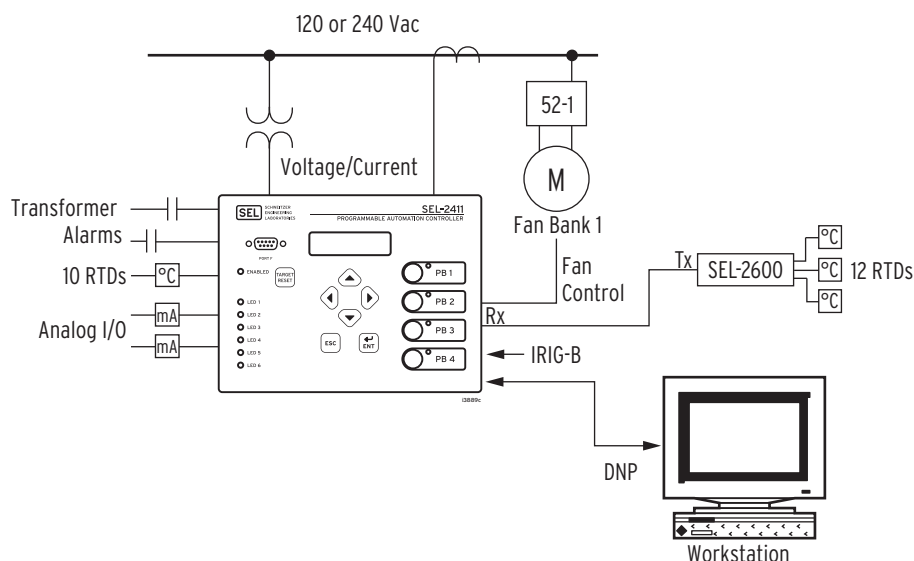 120 or 240 Vac
52-1
Voltage/Current
M
Fan Bank 1
Transformer
Alarms
10 RTDs
°C
Analog I/O
mA
mA
SEL
SCHWEITZER
ENGINEERING
LABORATORIES
SEL-2411
PROGRAMMABLE AUTOMATION CONTROLLER
PORT F
ENABLED
TARGET
RESET
LED 1
LED 2
LED 3
LED 4
LED 5
LED 6
ESC
ENT
PB 1
PB 2
PB 3
PB 4
i3889c
Fan
Control
Rx
Tx
SEL-2600
°C
°C
°C
12 RTDs
IRIG-B
DNP
Workstation